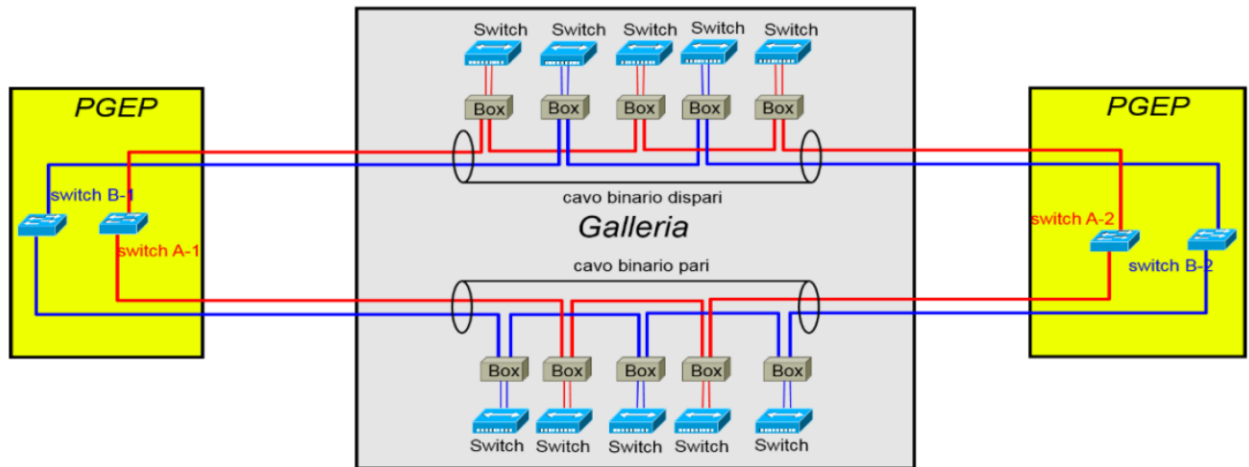 Switch Switch Switch Switch Switch
PGEP
PGEP
Box Box Box Box Box
switch B-1
cavo binario dispari
switch A-2
Galleria
switch A-1
cavo binario pari
switch B-2
Box Box Box Box Box
Switch Switch Switch Switch Switch